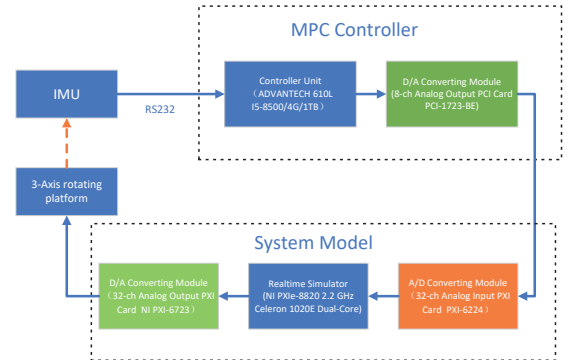 MPC Controller
IMU
RS232
Controller Unit
（ADVANTECH 610L
I5-8500/4G/1TB）
D/A Converting Module
(8-ch Analog Output PCI Card
PCI-1723-BE)
3-Axis rotating
platform
System Model
D/A Converting Module
（32-ch Analog Output PXI
Card NI PXI-6723）
Realtime Simulator
(NI PXIe-8820 2.2 GHz
Celeron 1020E Dual-Core)
A/D Converting Module
（32-ch Analog Input PXI
Card PXI-6224）